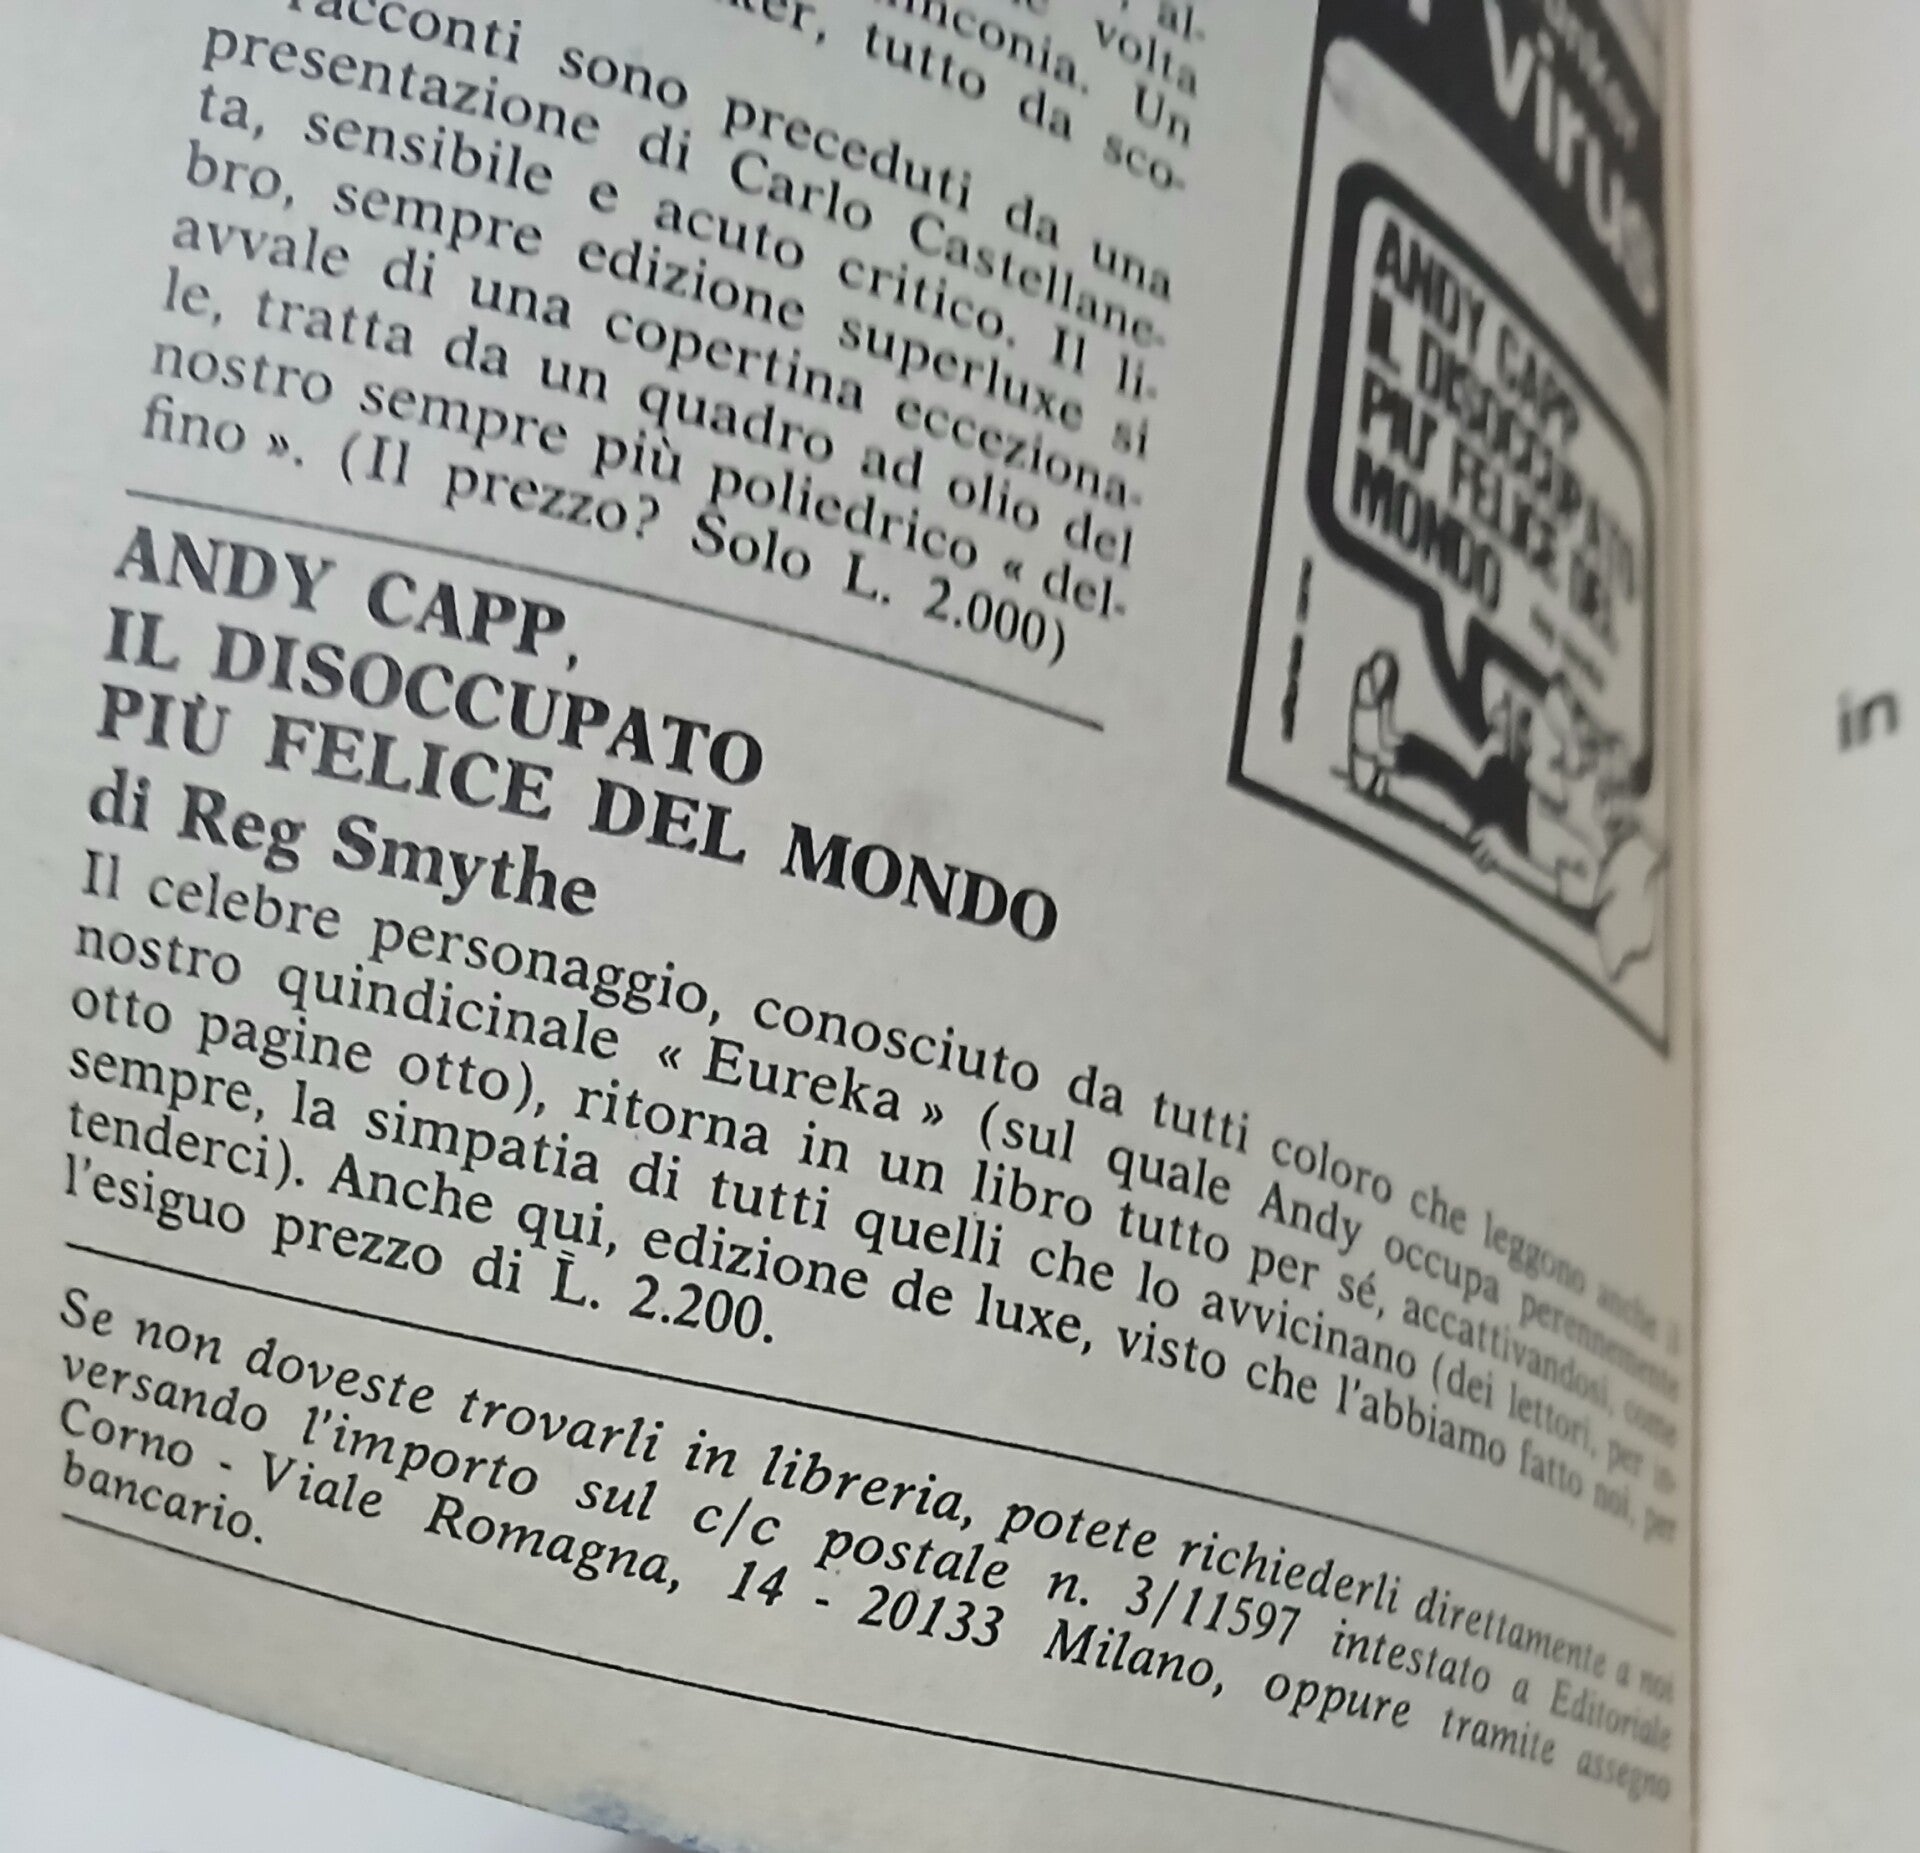 al-
volta
inconia. Un
tutto da sco-
racconti sono preceduti da una
presentazione di Carlo Castellane-
ta, sensibile e acuto critico. Il li-
bro, sempre edizione superluxe si
avvale di una copertina ecceziona-
le, tratta da un quadro ad olio del
nostro sempre più poliedrico « del-
fino ». (Il prezzo? Solo L. 2.000)
ANDY CAPP,
IL DISOCCUPATO
PIÙ FELICE DEL MONDO
di Reg Smythe
Il celebre personaggio, conosciuto da tutti coloro che leggono anche il
nostro quindicinale « Eureka » (sul quale Andy occupa perennemente
otto pagine otto), ritorna in un libro tutto per sé, accattivandosi, come
sempre, la simpatia di tutti quelli che lo avvicinano (dei lettori, per in-
tenderci). Anche qui, edizione de luxe, visto che l'abbiamo fatto noi, per
l'esiguo prezzo di L. 2.200.
Se non doveste trovarli in libreria, potete richiederli direttamente a noi
versando l'importo sul c/c postale n. 3/11597 intestato a Editoriale
Corno - Viale Romagna, 14 - 20133 Milano, oppure tramite assegno
bancario.
Virus
ANDY CAPP
IL DISOCCUPATO
PIÙ FELICE DEL
MONDO
in